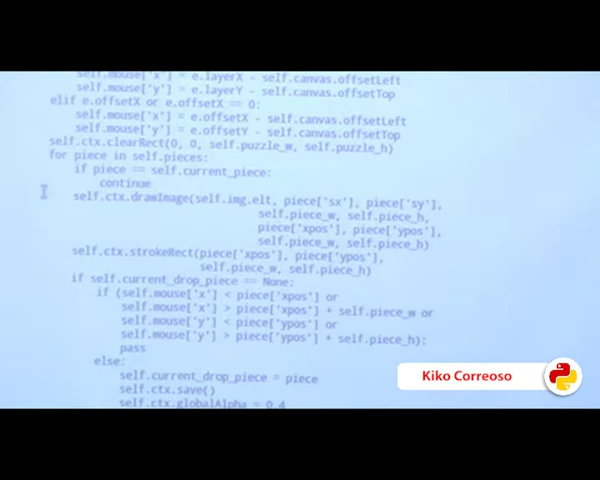 self.mouse['x'] = e.layerX - self.canvas.offsetLeft
self.mouse['y'] = e.layerY - self.canvas.offsetTop
elif e.offsetX or e.offsetX == 0:
self.mouse['x'] = e.offsetX - self.canvas.offsetLeft
self.mouse['y'] = e.offsetY - self.canvas.offsetTop
self.ctx.clearRect(0, 0, self.puzzle_w, self.puzzle_h)
for piece in self.pieces:
if piece == self.current_piece:
continue
self.ctx.drawImage(self.img.elt, piece['sx'], piece['sy'],
self.piece_w, self.piece_h,
piece['xpos'], piece['ypos'],
self.piece_w, self.piece_h)
self.ctx.strokeRect(piece['xpos'], piece['ypos'],
self.piece_w, self.piece_h)
if self.current_drop_piece == None:
if (self.mouse['x'] < piece['xpos'] or
self.mouse['x'] > piece['xpos'] + self.piece_w or
self.mouse['y'] < piece['ypos'] or
self.mouse['y'] > piece['ypos'] + self.piece_h):
pass
else:
self.current_drop_piece = piece
self.ctx.save()
self.ctx.globalAlpha = 0.4
Kiko Correoso